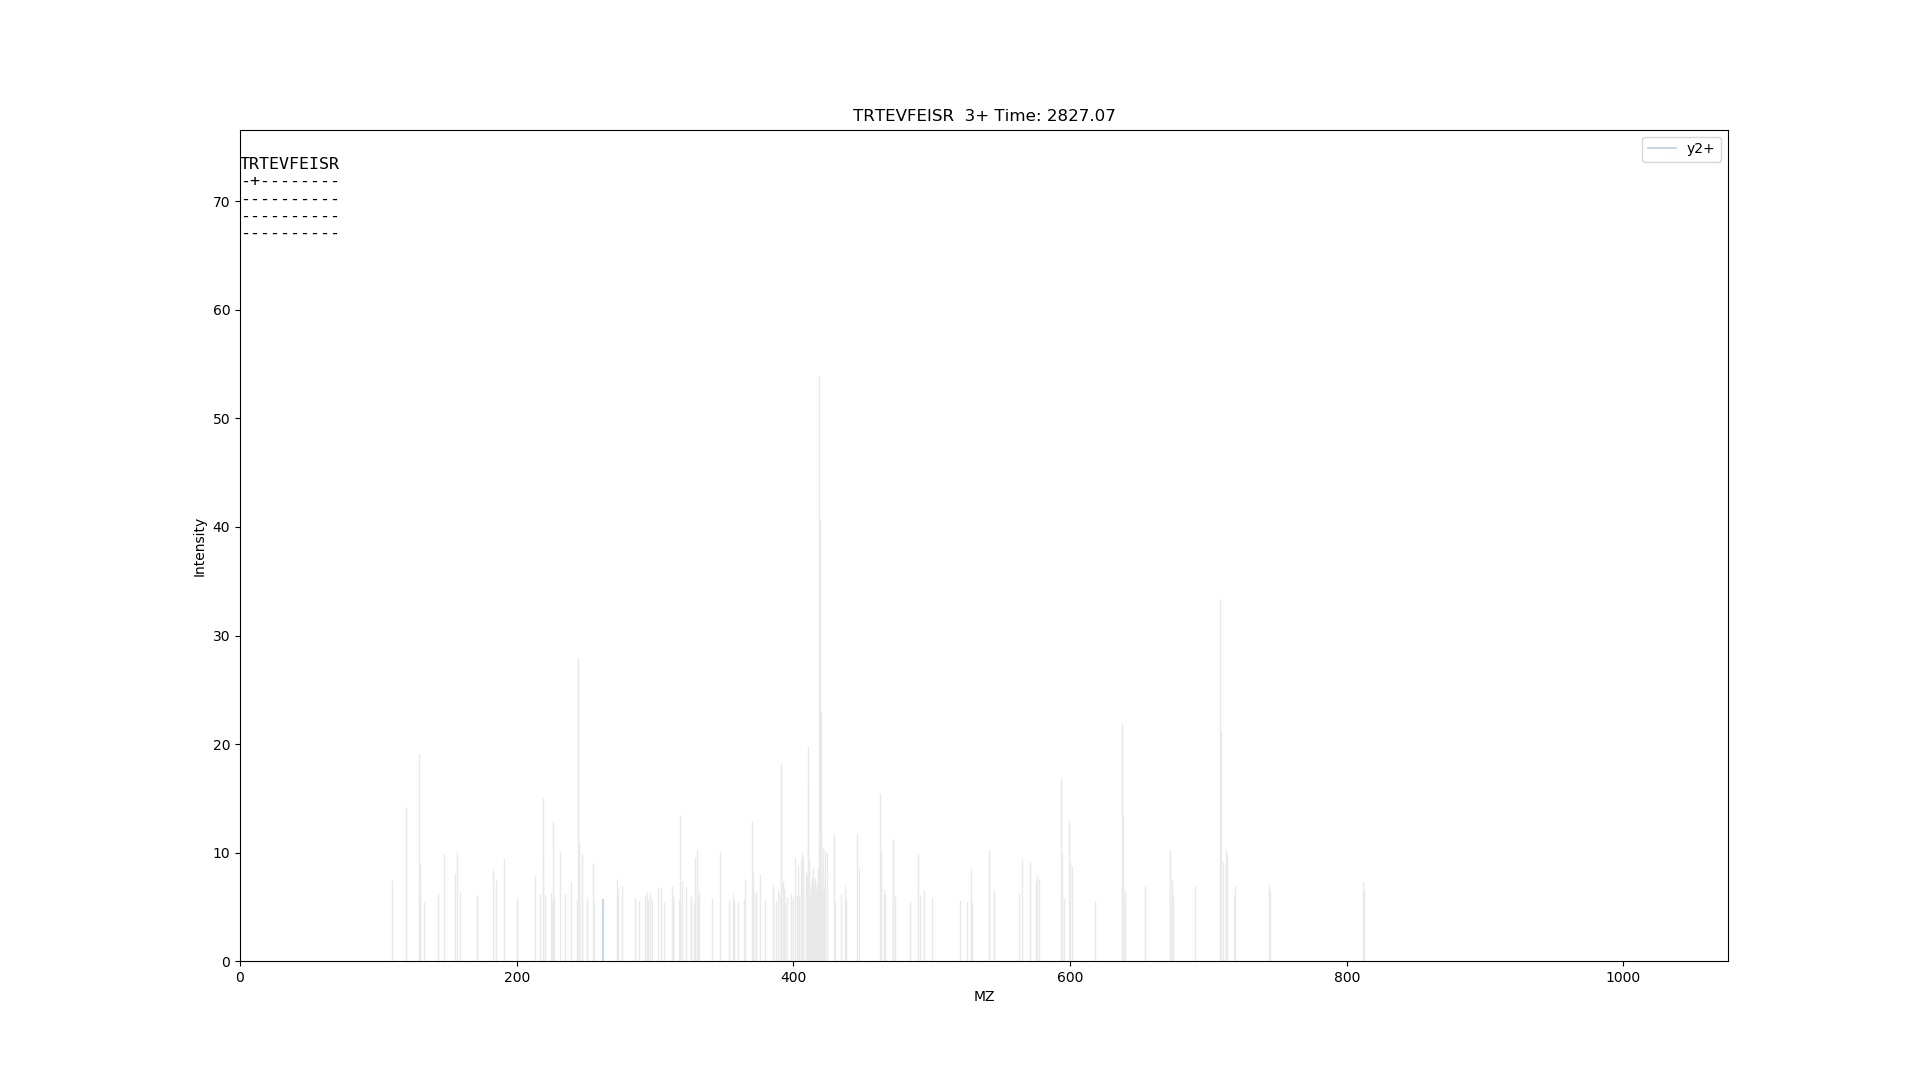 TRTEVFEISR  3+ Time: 2827.07
y2+
TRTEVFEISR
-+--------
----------
----------
----------
70
60
50
40
30
20
10
0
Intensity
0 200 400 600 800 1000
MZ